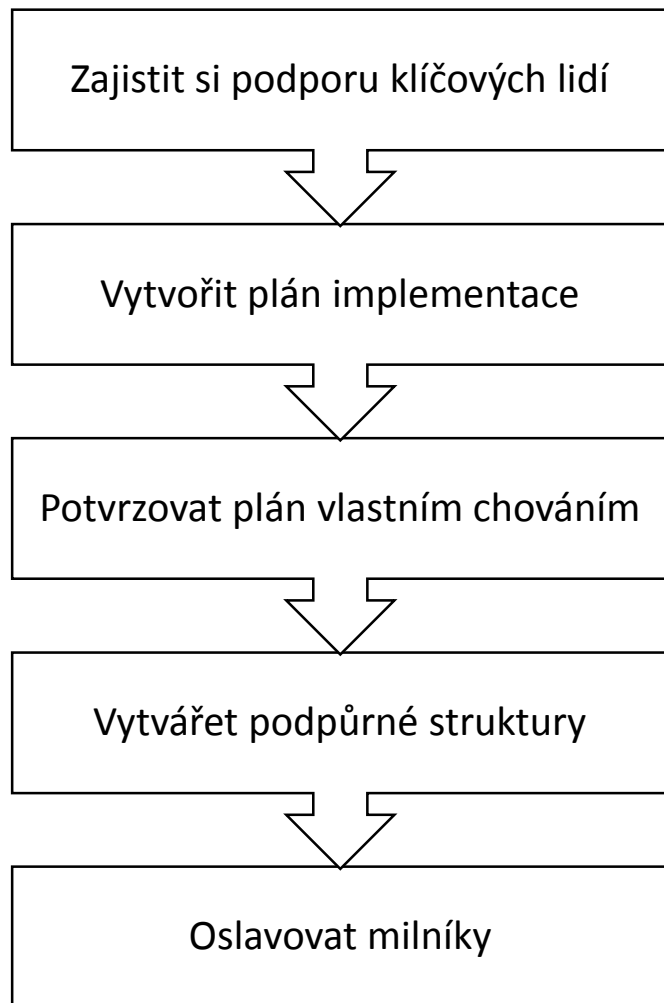 Zajistit si podporu klíčových lidí
Vytvořit plán implementace
Potvrzovat plán vlastním chováním
Vytvářet podpůrné struktury
Oslavovat milníky